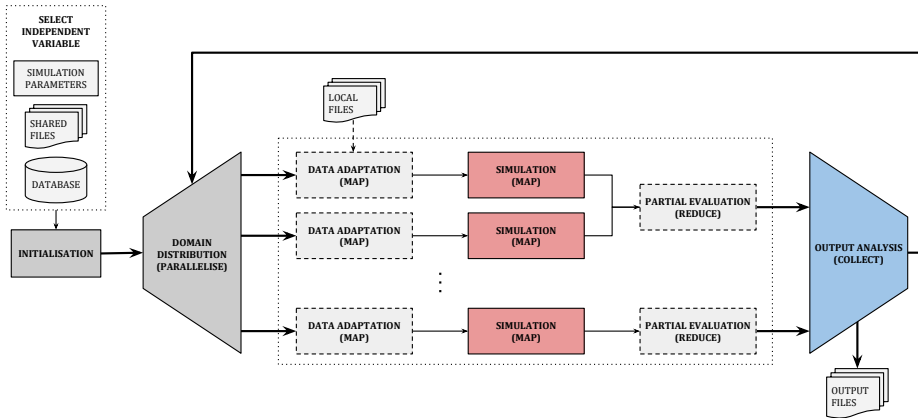 SELECT
INDEPENDENT
VARIABLE
SIMULATION
PARAMETERS
SHARED
FILES
DATABASE
INITIALISATION
DOMAIN
DISTRIBUTION
(PARALLELISE)
LOCAL
FILES
DATA ADAPTATION
(MAP)
SIMULATION
(MAP)
DATA ADAPTATION
(MAP)
SIMULATION
(MAP)
PARTIAL EVALUATION
(REDUCE)
DATA ADAPTATION
(MAP)
SIMULATION
(MAP)
PARTIAL EVALUATION
(REDUCE)
OUTPUT ANALYSIS
(COLLECT)
OUTPUT
FILES